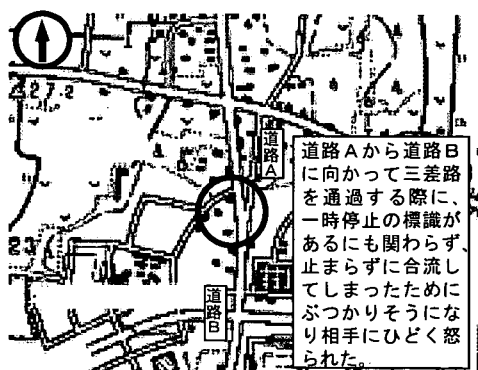 27.2
道路A
道路Aから道路B
に向かって三差路
を通過する際に、
一時停止の標識が
あるにも関わらず、
止まらずに合流し
てしまったために
ぶつかりそうにな
り相手にひどく怒
られた。
23
道路B